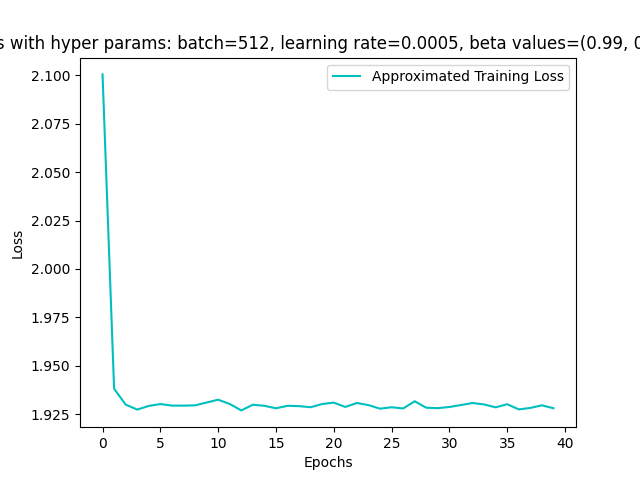 s with hyper params: batch=512, learning rate=0.0005, beta values=(0.99, 0
Approximated Training Loss
2.100
2.075
2.050
2.025
2.000
1.975
1.950
1.925
Loss
0 5 10 15 20 25 30 35 40
Epochs